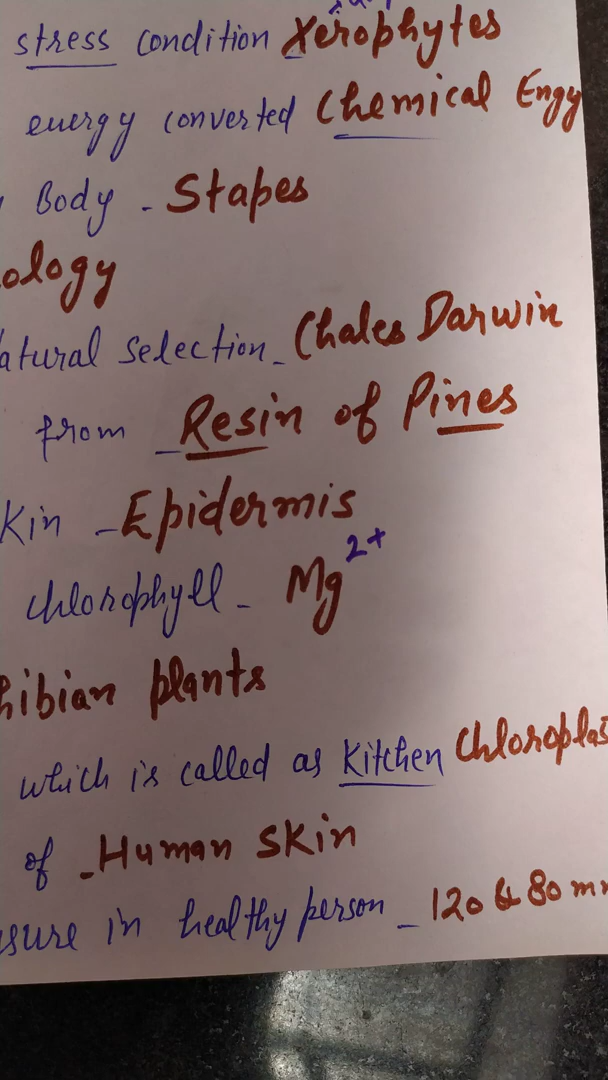 stress condition Xerophytes
energy converted Chemical Engy
Body - Stapes
ology
atural selection - Chales Darwin
from - Resin of Pines
kin - Epidermis
chlorophyll - Mg2+
hibian plants
which is called as Kitchen Chloroplas
of - Human skin
sure in healthy person - 120 & 80 m